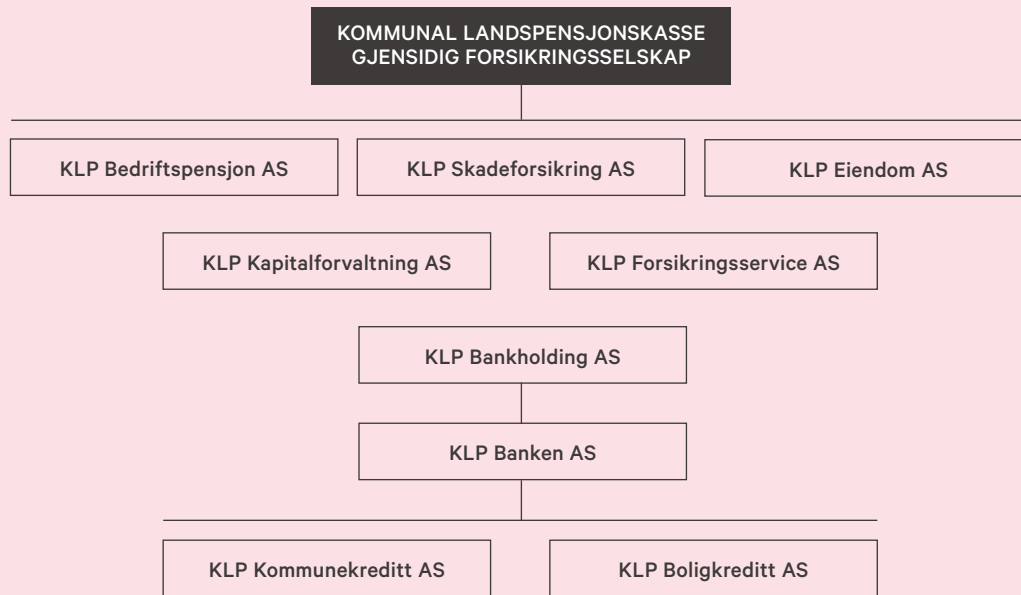 KOMMUNAL LANDSPENSJONSKASSE
GJENSIDIG FORSIKRINGSSELSKAP
KLP Bedriftspensjon AS
KLP Skadeforsikring AS
KLP Eiendom AS
KLP Kapitalforvaltning AS
KLP Forsikringsservice AS
KLP Bankholding AS
KLP Banken AS
KLP Kommunekreditt AS
KLP Boligkreditt AS